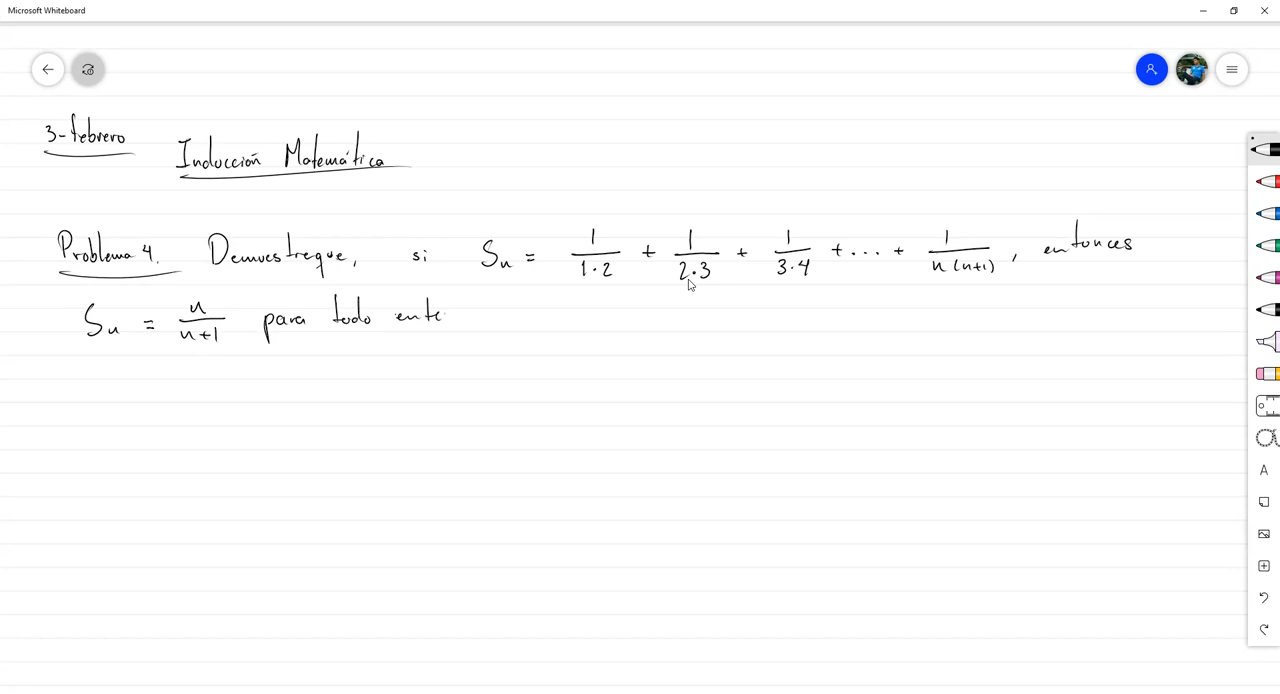 Microsoft Whiteboard
3-febrero
Inducción Matemática
Problema 4. Demuestre que, si Sn = 1/(1·2) + 1/(2·3) + 1/(3·4) + ... + 1/(n(n+1)), entonces
Sn = n/(n+1) para todo ente
A